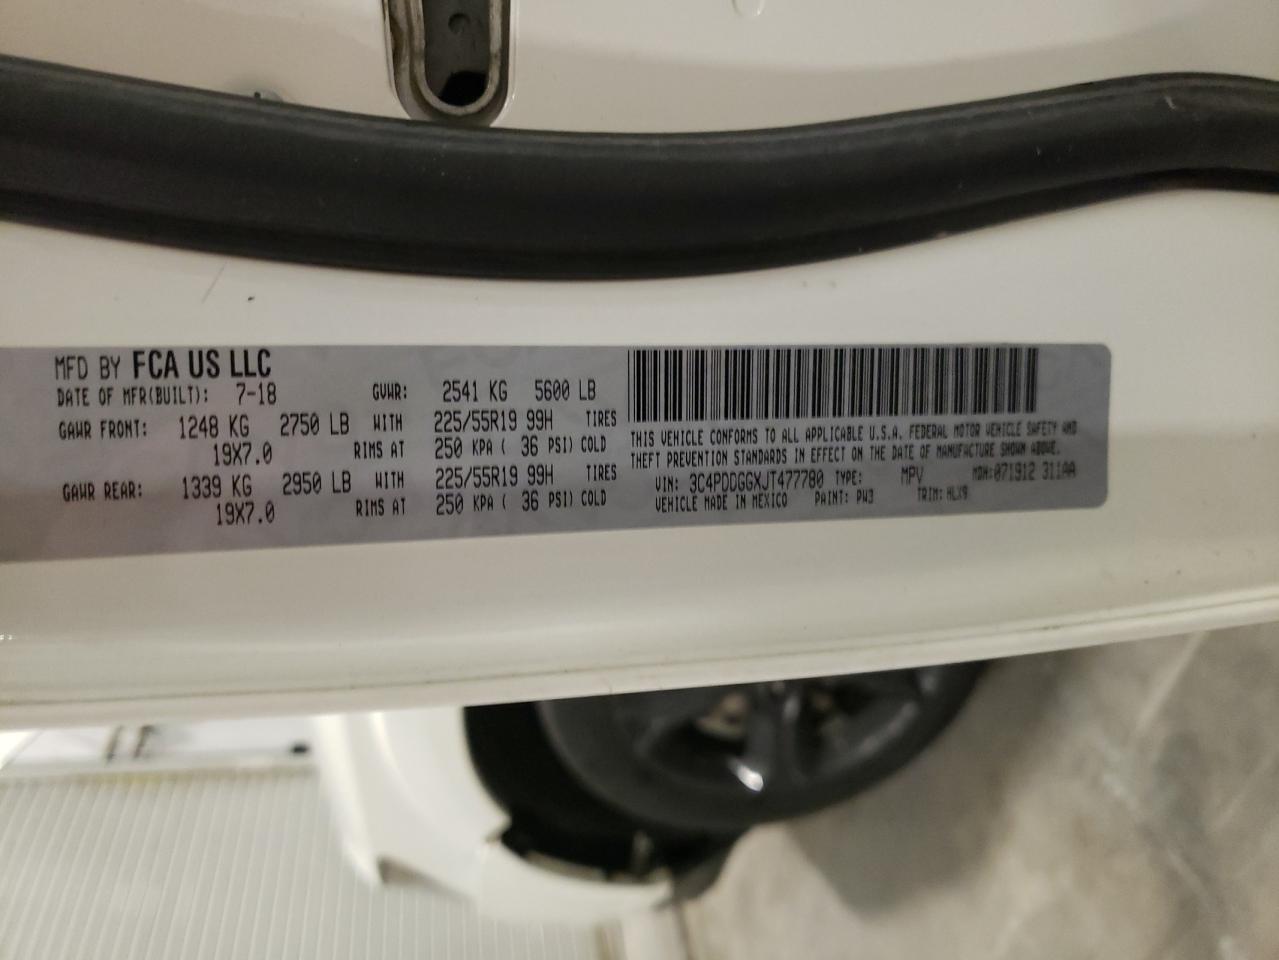 MFD BY FCA US LLC
DATE OF MFR(BUILT): 7-18 GVWR: 2541 KG 5600 LB
GAWR FRONT: 1248 KG 2750 LB WITH 225/55R19 99H TIRES
19X7.0 RIMS AT 250 KPA ( 36 PSI) COLD
GAWR REAR: 1339 KG 2950 LB WITH 225/55R19 99H TIRES
19X7.0 RIMS AT 250 KPA ( 36 PSI) COLD
THIS VEHICLE CONFORMS TO ALL APPLICABLE U.S.A. FEDERAL MOTOR VEHICLE SAFETY AND
THEFT PREVENTION STANDARDS IN EFFECT ON THE DATE OF MANUFACTURE SHOWN ABOVE.
VIN: 3C4PDDGGXJT477780 TYPE: MPV MDH: 071912 311AA
VEHICLE MADE IN MEXICO PAINT: PW3 TRIM: HLX9